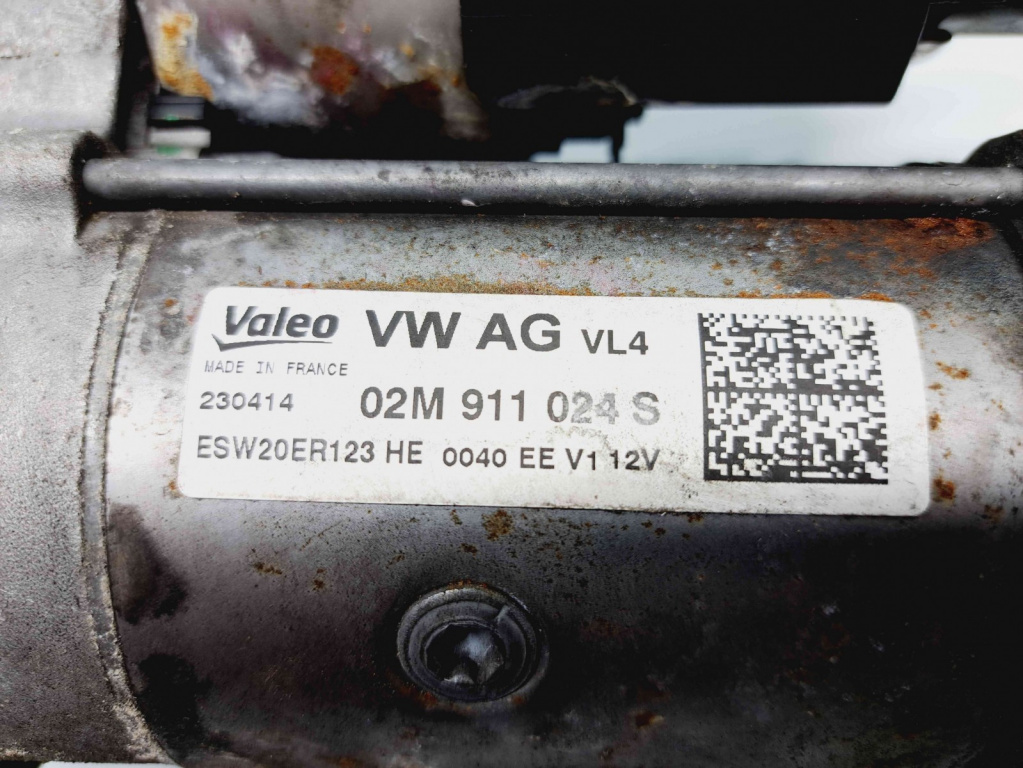 Valeo VW AG VL4
MADE IN FRANCE
230414 02M 911 024 S
ESW20ER123 HE 0040 EE V1 12V